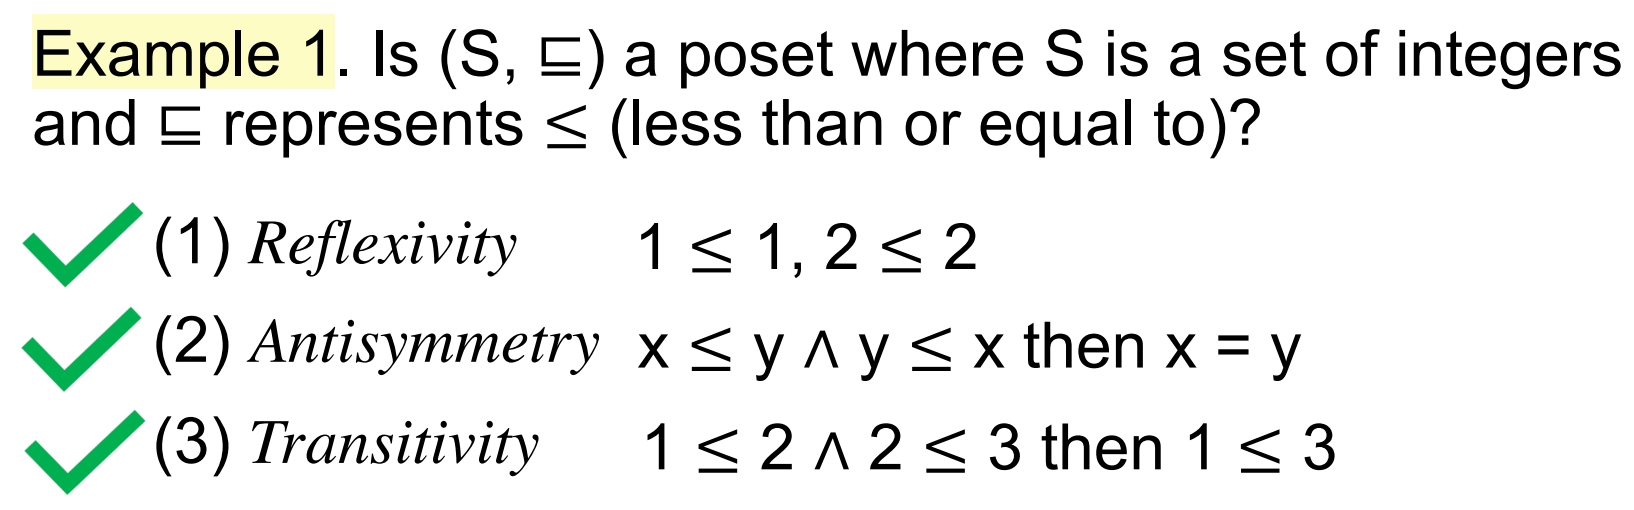 Example 1. Is (S, ⊑) a poset where S is a set of integers
and ⊑ represents ≤ (less than or equal to)?
(1) Reflexivity 1 ≤ 1, 2 ≤ 2
(2) Antisymmetry x ≤ y ∧ y ≤ x then x = y
(3) Transitivity 1 ≤ 2 ∧ 2 ≤ 3 then 1 ≤ 3